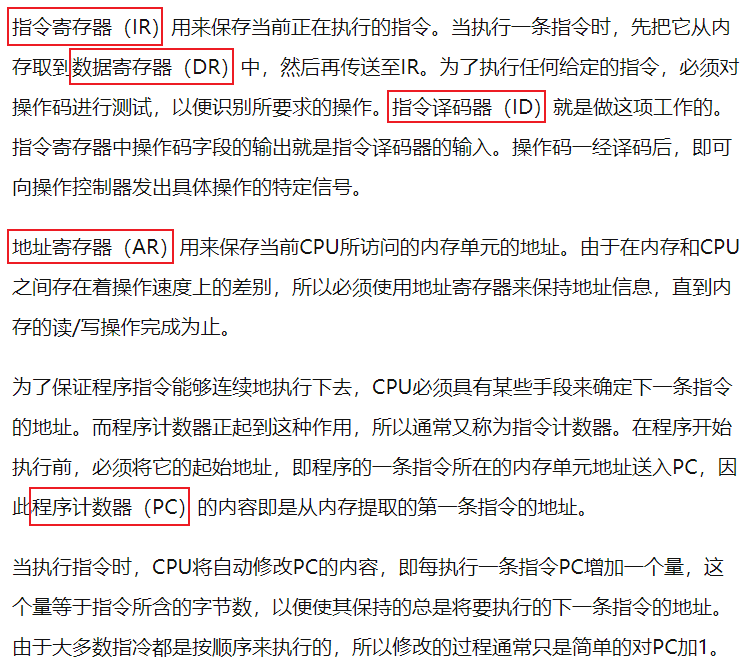 指令寄存器（IR）用来保存当前正在执行的指令。当执行一条指令时，先把它从内
存取到数据寄存器（DR）中，然后再传送至IR。为了执行任何给定的指令，必须对
操作码进行测试，以便识别所要求的操作。指令译码器（ID）就是做这项工作的。
指令寄存器中操作码字段的输出就是指令译码器的输入。操作码一经译码后，即可
向操作控制器发出具体操作的特定信号。
地址寄存器（AR）用来保存当前CPU所访问的内存单元的地址。由于在内存和CPU
之间存在着操作速度上的差别，所以必须使用地址寄存器来保持地址信息，直到内
存的读/写操作完成为止。
为了保证程序指令能够连续地执行下去，CPU必须具有某些手段来确定下一条指令
的地址。而程序计数器正起到这种作用，所以通常又称为指令计数器。在程序开始
执行前，必须将它的起始地址，即程序的一条指令所在的内存单元地址送入PC，因
此程序计数器（PC）的内容即是从内存提取的第一条指令的地址。
当执行指令时，CPU将自动修改PC的内容，即每执行一条指令PC增加一个量，这
个量等于指令所含的字节数，以便使其保持的总是将要执行的下一条指令的地址。
由于大多数指冷都是按顺序来执行的，所以修改的过程通常只是简单的对PC加1。